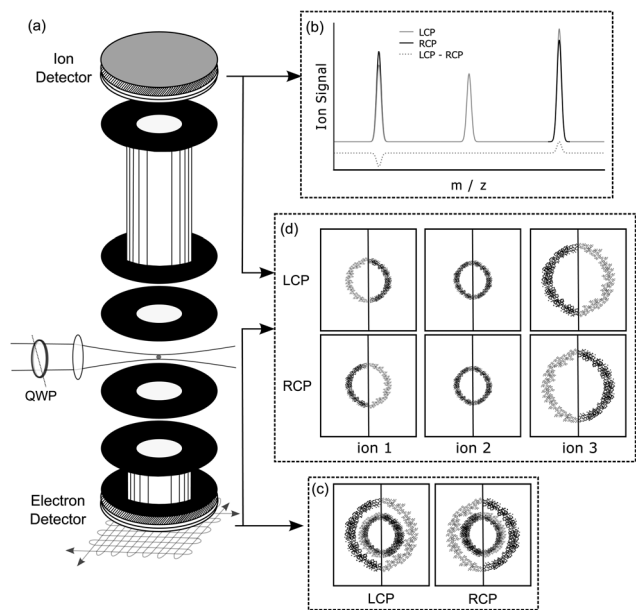 (a)
Ion
Detector
QWP
Electron
Detector
(b)
LCP
RCP
LCP - RCP
Ion Signal
m / z
(d)
LCP
RCP
ion 1
ion 2
ion 3
(c)
LCP
RCP